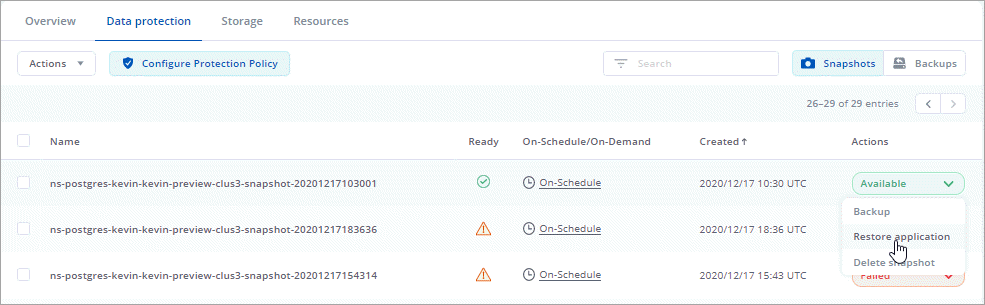 Overview Data protection Storage Resources
Actions Configure Protection Policy Search Snapshots Backups
26–29 of 29 entries
Name Ready On-Schedule/On-Demand Created Actions
ns-postgres-kevin-kevin-preview-clus3-snapshot-20201217103001 On-Schedule 2020/12/17 10:30 UTC Available
Backup
ns-postgres-kevin-kevin-preview-clus3-snapshot-20201217183636 On-Schedule 2020/12/17 18:36 UTC
Restore application
Delete snapshot
ns-postgres-kevin-kevin-preview-clus3-snapshot-20201217154314 On-Schedule 2020/12/17 15:43 UTC Failed